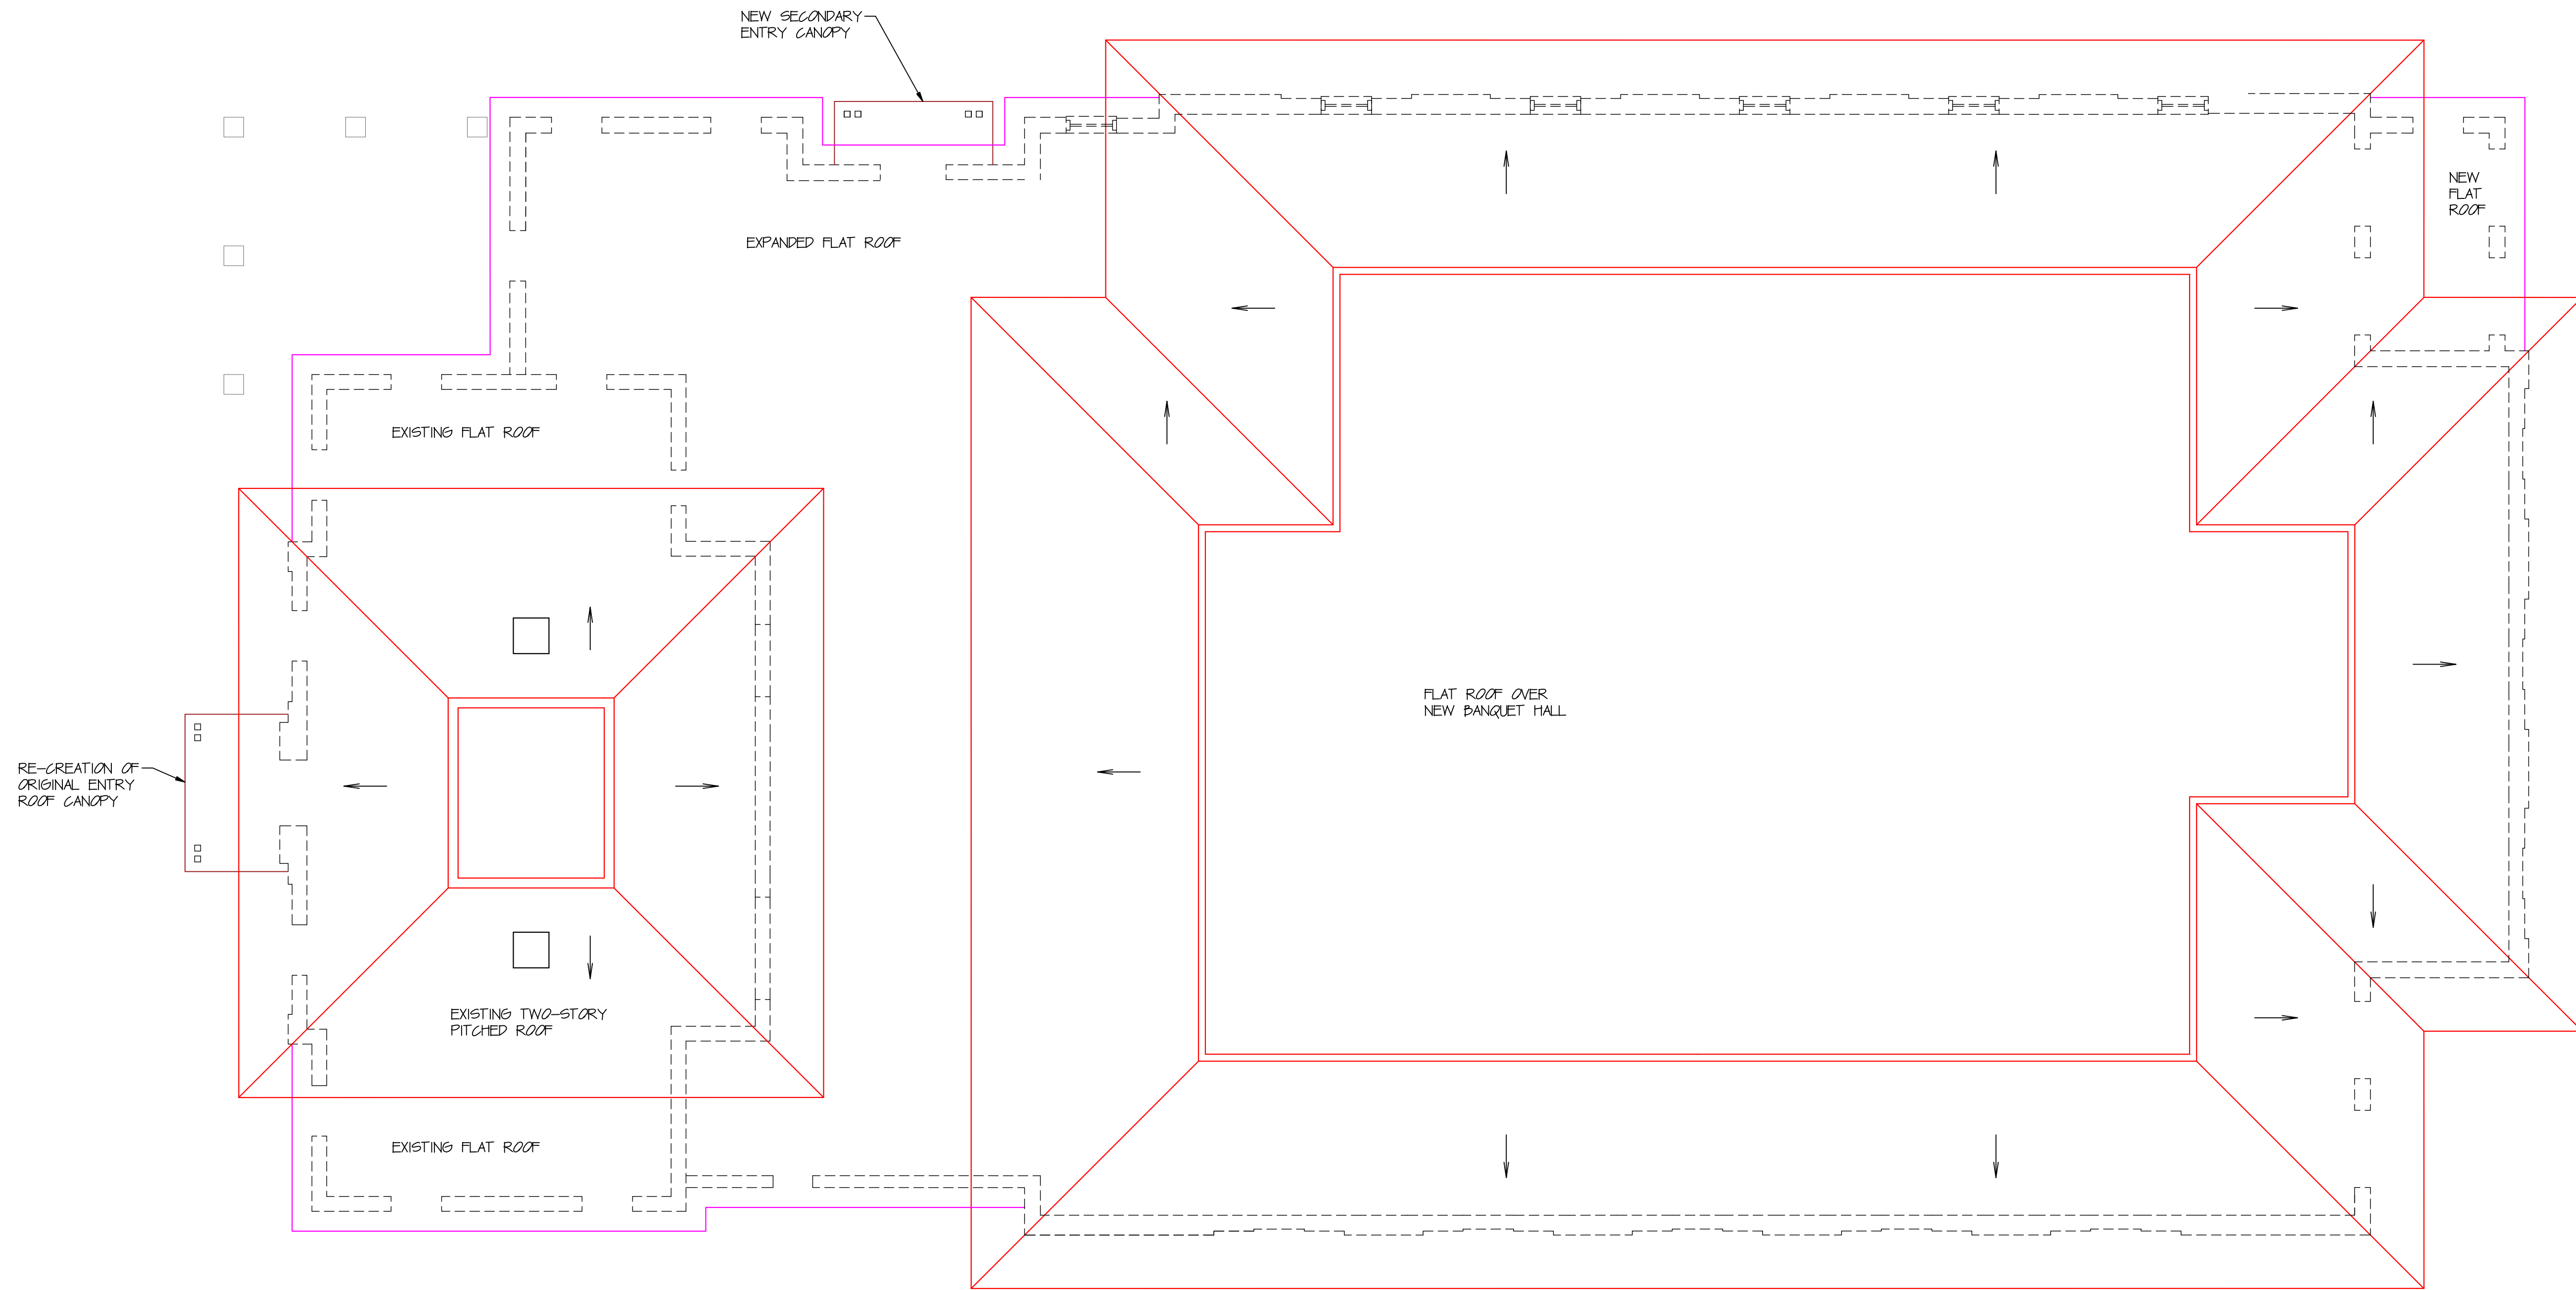 NEW SECONDARY
ENTRY CANOPY
NEW
FLAT
ROOF
EXPANDED FLAT ROOF
EXISTING FLAT ROOF
FLAT ROOF OVER
NEW BANQUET HALL
RE-CREATION OF
ORIGINAL ENTRY
ROOF CANOPY
EXISTING TWO-STORY
PITCHED ROOF
EXISTING FLAT ROOF